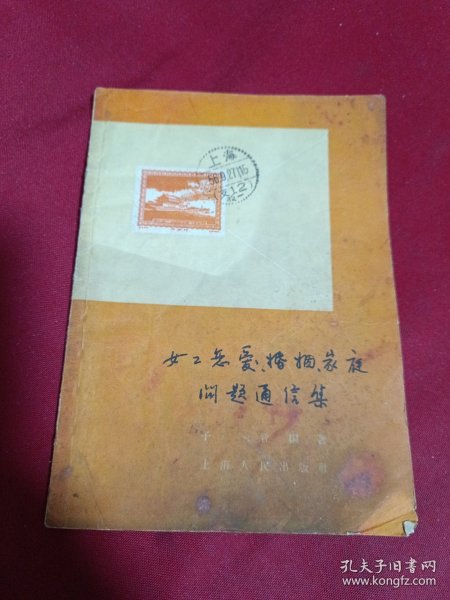 上海
女工恋爱、婚姻、家庭
问题通信集
著
上海人民出版社
孔夫子旧书网
www.kongfz.com